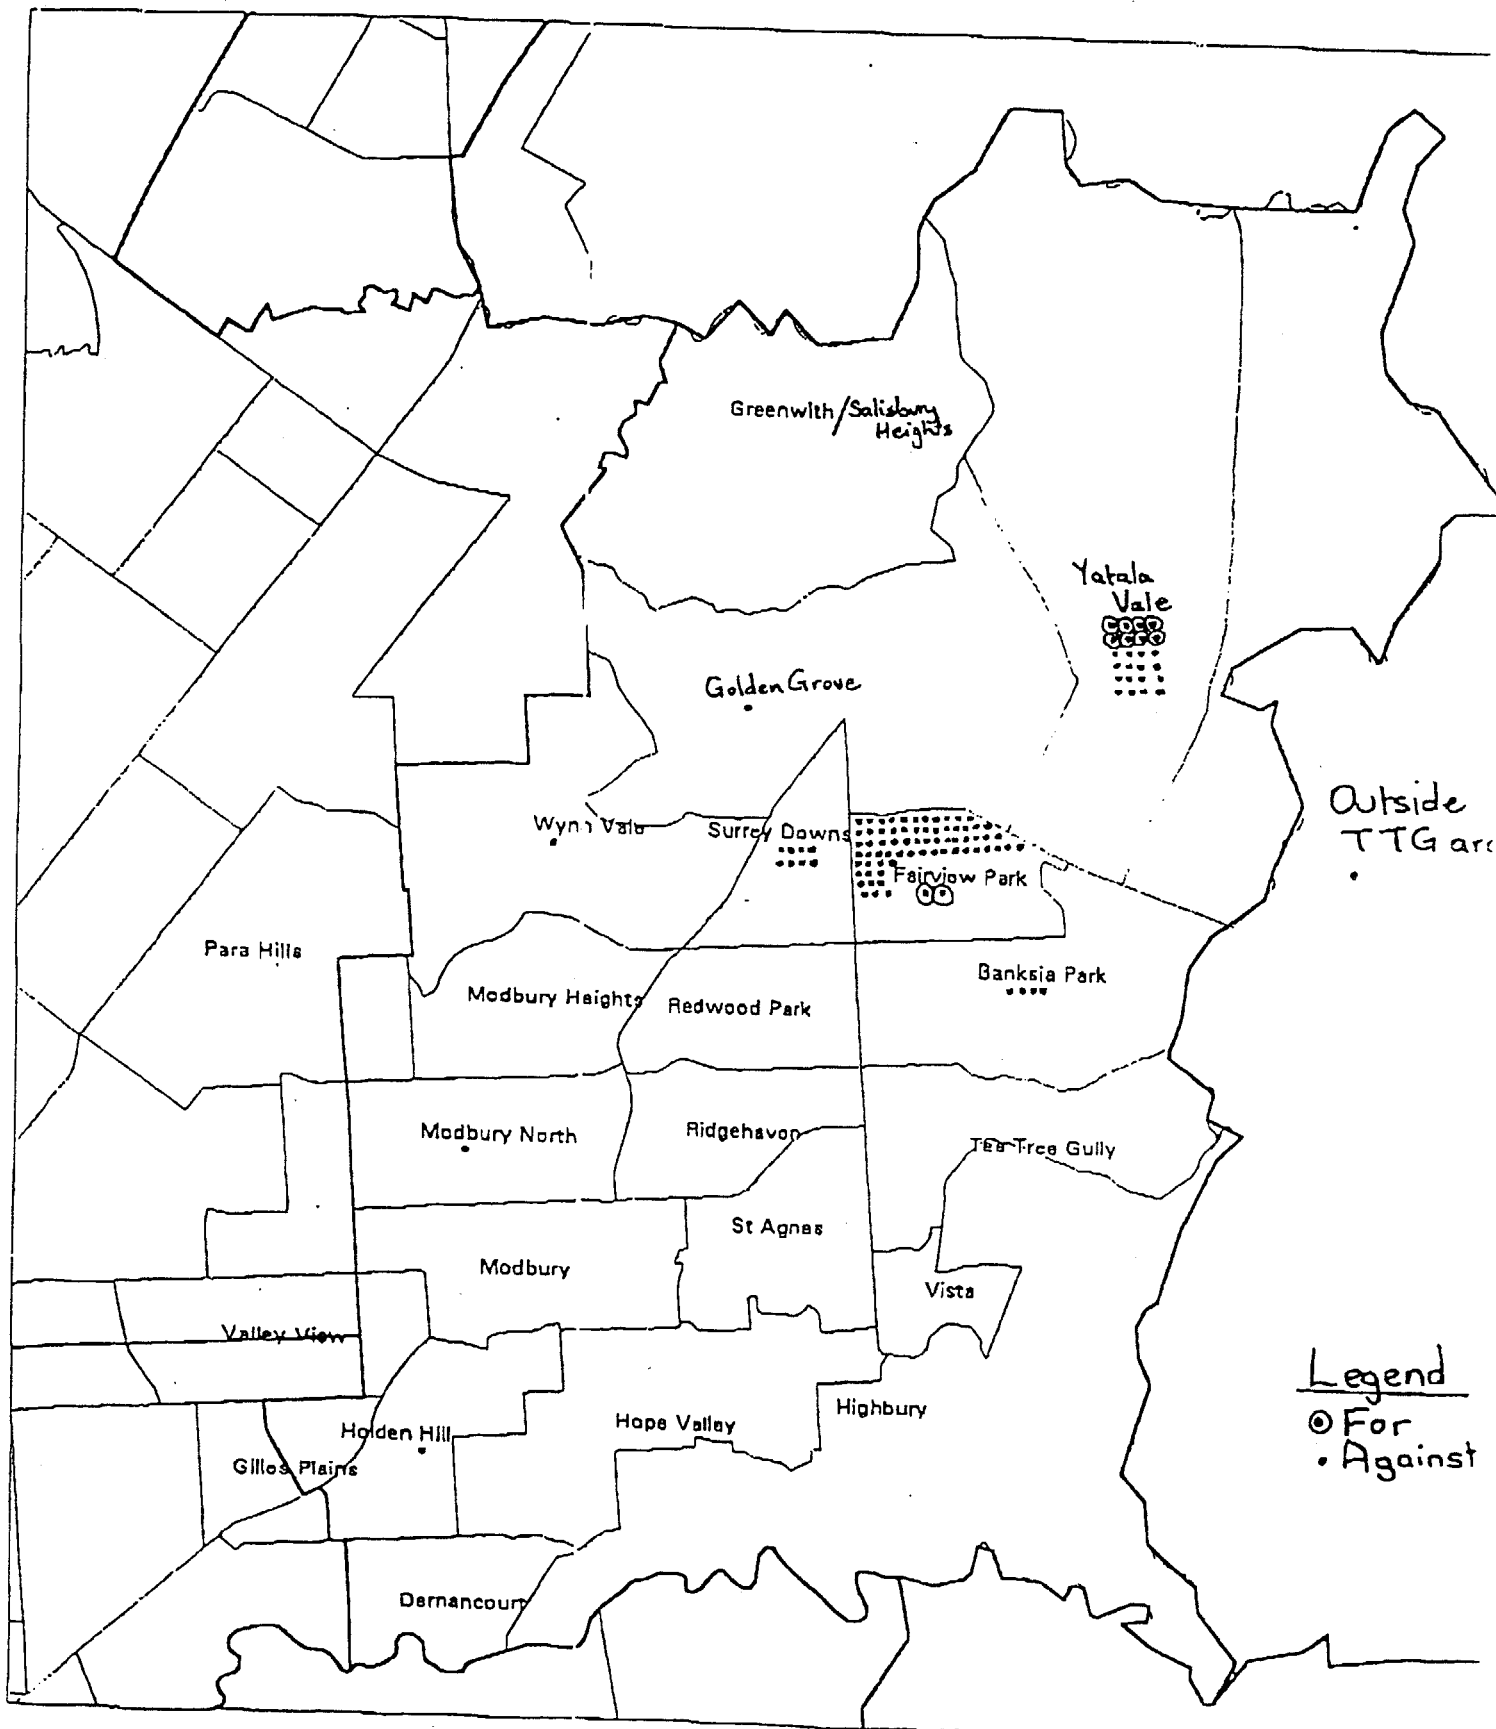 Greenwith/Salisbury
Heights
Yatala
Vale
Golden Grove
Outside
TTG
Wynn Vale
Surrey Downs
Fairview Park
Para Hills
Banksia Park
Modbury Heights
Redwood Park
Modbury North
Ridgehaven
Tea Tree Gully
St Agnes
Modbury
Vista
Valley View
Legend
For
Against
Highbury
Hope Valley
Holden Hill
Gilles Plains
Dernancourt